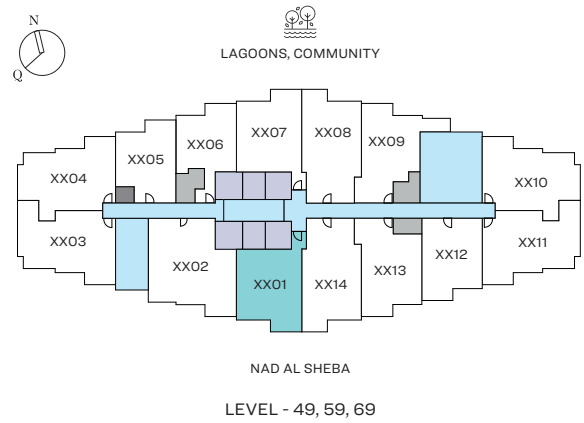 N
Q
LAGOONS, COMMUNITY
XX07
XX08
XX06
XX09
XX05
XX04
XX10
XX03
XX02
XX11
XX12
XX13
XX01
XX14
NAD AL SHEBA
LEVEL - 49, 59, 69